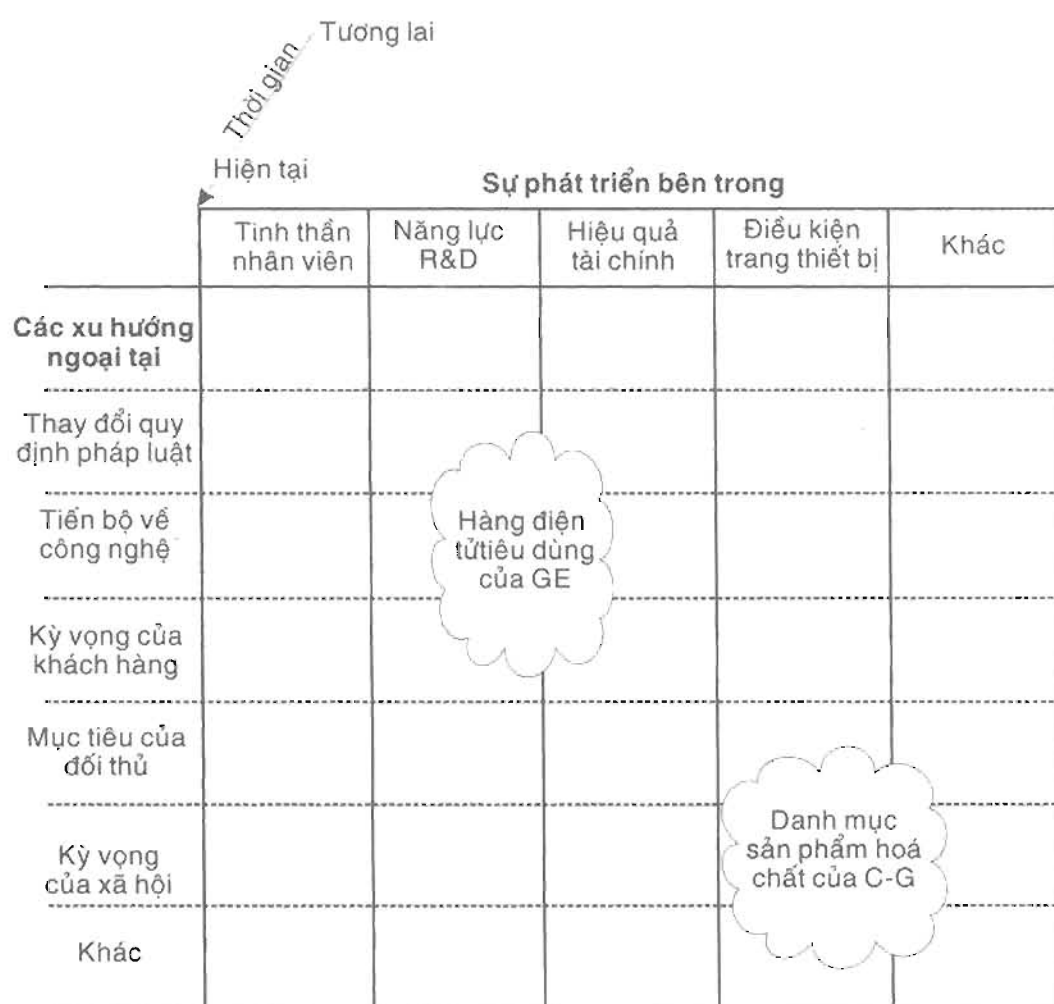 Tương lai
Thời gian
Hiện tại
Sự phát triển bên trong
Tinh thần
nhân viên
Năng lực
R&D
Hiệu quả
tài chính
Điều kiện
trang thiết bị
Khác
Các xu hướng
ngoại tại
Thay đổi quy
định pháp luật
Tiến bộ về
công nghệ
Hàng điện
tửtiêu dùng
của GE
Kỳ vọng của
khách hàng
Mục tiêu của
đối thủ
Danh mục
sản phẩm hoá
chất của C-G
Kỳ vọng
của xã hội
Khác